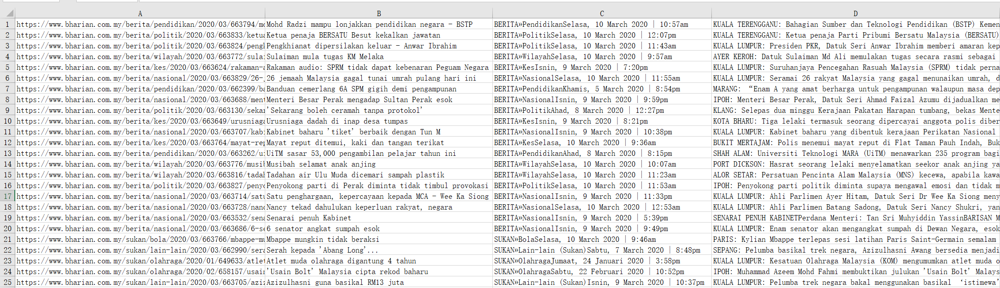 A B C D
1 https://www.bharian.com.my/berita/pendidikan/2020/03/663794/ Mohd Radzi mampu lonjakkan pendidikan negara - BSTP BERITA»PendidikanSelasa, 10 March 2020 | 10:57am KUALA TERENGGANU: Bahagian Sumber dan Teknologi Pendidikan (BSTP) Kemen
2 https://www.bharian.com.my/berita/politik/2020/03/663833/ketua Ketua penaja BERSATU Besut kekalkan jawatan BERITA»PolitikSelasa, 10 March 2020 | 12:07pm KUALA TERENGGANU: Ketua penaja Parti Pribumi Bersatu Malaysia (BERSATU)
3 https://www.bharian.com.my/berita/politik/2020/03/663824/pengl Pengkhianat dipersilakan keluar - Anwar Ibrahim BERITA»PolitikSelasa, 10 March 2020 | 11:43am KUALA LUMPUR: Presiden PKR, Datuk Seri Anwar Ibrahim memberi amaran kep
4 https://www.bharian.com.my/berita/wilayah/2020/03/663772/sulai Sulaiman mula tugas KM Melaka BERITA»WilayahSelasa, 10 March 2020 | 9:57am AYER KEROH: Datuk Sulaiman Md Ali memulakan tugas secara rasmi sebagai
5 https://www.bharian.com.my/berita/kes/2020/03/663624/rakaman-a Rakaman audio: SPRM tidak dapat kebenaran Peguam Negara BERITA»KesIsnin, 9 March 2020 | 7:20pm KUALA LUMPUR: Suruhanjaya Pencegahan Rasuah Malaysia (SPRM) tidak perna
6 https://www.bharian.com.my/berita/nasional/2020/03/663829/26- 26 jemaah Malaysia gagal tunai umrah pulang hari ini BERITA»NasionalSelasa, 10 March 2020 | 11:55am KUALA LUMPUR: Seramai 26 rakyat Malaysia yang gagal menunaikan umrah, d
7 https://www.bharian.com.my/berita/pendidikan/2020/03/662399/ba Banduan cemerlang 6A SPM gigih demi pengampunan BERITA»PendidikanKhamis, 5 March 2020 | 8:54pm MARANG: “Enam A yang amat berharga untuk pengampunan walaupun masa dep
8 https://www.bharian.com.my/berita/nasional/2020/03/663688/ment Menteri Besar Perak mengadap Sultan Perak esok BERITA»NasionalIsnin, 9 March 2020 | 9:59pm IPOH: Menteri Besar Perak, Datuk Seri Ahmad Faizal Azumu dijadualkan me
9 https://www.bharian.com.my/berita/politik/2020/03/663130/sekar 'Sekarang boleh ceramah tanpa protokol' BERITA»PolitikAhad, 8 March 2020 | 12:27pm KLANG: Selepas dua minggu Kerajaan Pakatan Harapan tumbang, bekas Mente
10 https://www.bharian.com.my/berita/kes/2020/03/663649/urusniaga Urusniaga dadah di inap desa tumpas BERITA»KesIsnin, 9 March 2020 | 8:21pm KOTA BHARU: Tiga lelaki termasuk seorang dipercayai anggota polis diber
11 https://www.bharian.com.my/berita/nasional/2020/03/663707/kabi Kabinet baharu 'tiket' berbaik dengan Tun M BERITA»NasionalIsnin, 9 March 2020 | 10:38pm KUALA LUMPUR: Kabinet baharu yang dibentuk kerajaan Perikatan Nasional
12 https://www.bharian.com.my/berita/kes/2020/03/663764/mayat-rep Mayat reput ditemui, kaki dan tangan terikat BERITA»KesSelasa, 10 March 2020 | 9:36am BUKIT MERTAJAM: Polis menemui mayat reput di Flat Taman Pauh Indah, Buk
13 https://www.bharian.com.my/berita/pendidikan/2020/03/663262/ui UiTM sasar 53,000 pengambilan pelajar tahun ini BERITA»PendidikanAhad, 8 March 2020 | 8:15pm SHAH ALAM: Universiti Teknologi MARA (UiTM) menawarkan 235 program bagi
14 https://www.bharian.com.my/berita/wilayah/2020/03/663776/musib Musibah selamat anak anjing BERITA»WilayahSelasa, 10 March 2020 | 10:07am PORT DICKSON: Hasrat seorang lelaki menyelamatkan seekor anak anjing ya
15 https://www.bharian.com.my/berita/wilayah/2020/03/663816/tadah Tadahan air Ulu Muda dicemari sampah plastik BERITA»WilayahSelasa, 10 March 2020 | 11:23am ALOR SETAR: Persatuan Pencinta Alam Malaysia (MNS) kecewa, apabila kawa
16 https://www.bharian.com.my/berita/politik/2020/03/663827/penyo Penyokong parti di Perak diminta tidak timbul provokasi BERITA»PolitikSelasa, 10 March 2020 | 11:53am IPOH: Penyokong parti politik diminta supaya mengawal emosi dan tidak m
17 https://www.bharian.com.my/berita/nasional/2020/03/663714/satu Satu penghargaan, kepercayaan kepada MCA - Wee Ka Siong BERITA»NasionalIsnin, 9 March 2020 | 11:33pm KUALA LUMPUR: Ahli Parlimen Ayer Hitam, Datuk Seri Dr Wee Ka Siong meny
18 https://www.bharian.com.my/berita/nasional/2020/03/663728/nanc Nancy tekad dahulukan keperluan rakyat, negara BERITA»NasionalSelasa, 10 March 2020 | 12:53am KUALA LUMPUR: Ahli Parlimen Batang Sadong, Datuk Seri Nancy Shukri, yan
19 https://www.bharian.com.my/berita/nasional/2020/03/663532/sena Senarai penuh Kabinet BERITA»NasionalIsnin, 9 March 2020 | 5:39pm SENARAI PENUH KABINETPerdana Menteri: Tan Sri Muhyiddin YassinBARISAN M
20 https://www.bharian.com.my/berita/nasional/2020/03/663686/6-se 6 senator angkat sumpah esok BERITA»NasionalIsnin, 9 March 2020 | 9:49pm KUALA LUMPUR: Enam senator akan mengangkat sumpah di Dewan Negara, esok
21 https://www.bharian.com.my/sukan/bola/2020/03/663766/mbappe-mu Mbappe mungkin tidak beraksi SUKAN»BolaSelasa, 10 March 2020 | 9:46am PARIS: Kylian Mbappe terlepas sesi latihan Paris Saint-Germain semalam
22 https://www.bharian.com.my/sukan/lain-lain/2020/03/662990/sera Serah kepada 'Abang Long'... SUKAN»Lain-lain (Sukan)Sabtu, 7 March 2020 | 8:48pm SEPANG: Pelumba basikal trek negara, Azizulhasni Awang bersedia menjadi
23 https://www.bharian.com.my/sukan/olahraga/2020/01/649633/atlet Atlet muda olahraga digantung 4 tahun SUKAN»OlahragaJumaat, 24 Januari 2020 | 3:58pm KUALA LUMPUR: Kesatuan Olahraga Malaysia (KOM) mengumumkan atlet muda o
24 https://www.bharian.com.my/sukan/olahraga/2020/02/658157/usain 'Usain Bolt' Malaysia cipta rekod baharu SUKAN»OlahragaSabtu, 22 Februari 2020 | 10:52pm IPOH: Muhammad Azeem Mohd Fahmi membuktikan julukan 'Usain Bolt' Malays
25 https://www.bharian.com.my/sukan/lain-lain/2020/03/663705/aziz Azizulhasni guna basikal RM13 juta SUKAN»Lain-lain (Sukan)Isnin, 9 March 2020 | 10:37pm KUALA LUMPUR: Pelumba trek negara bakal menggunakan basikal ‘istimewa’